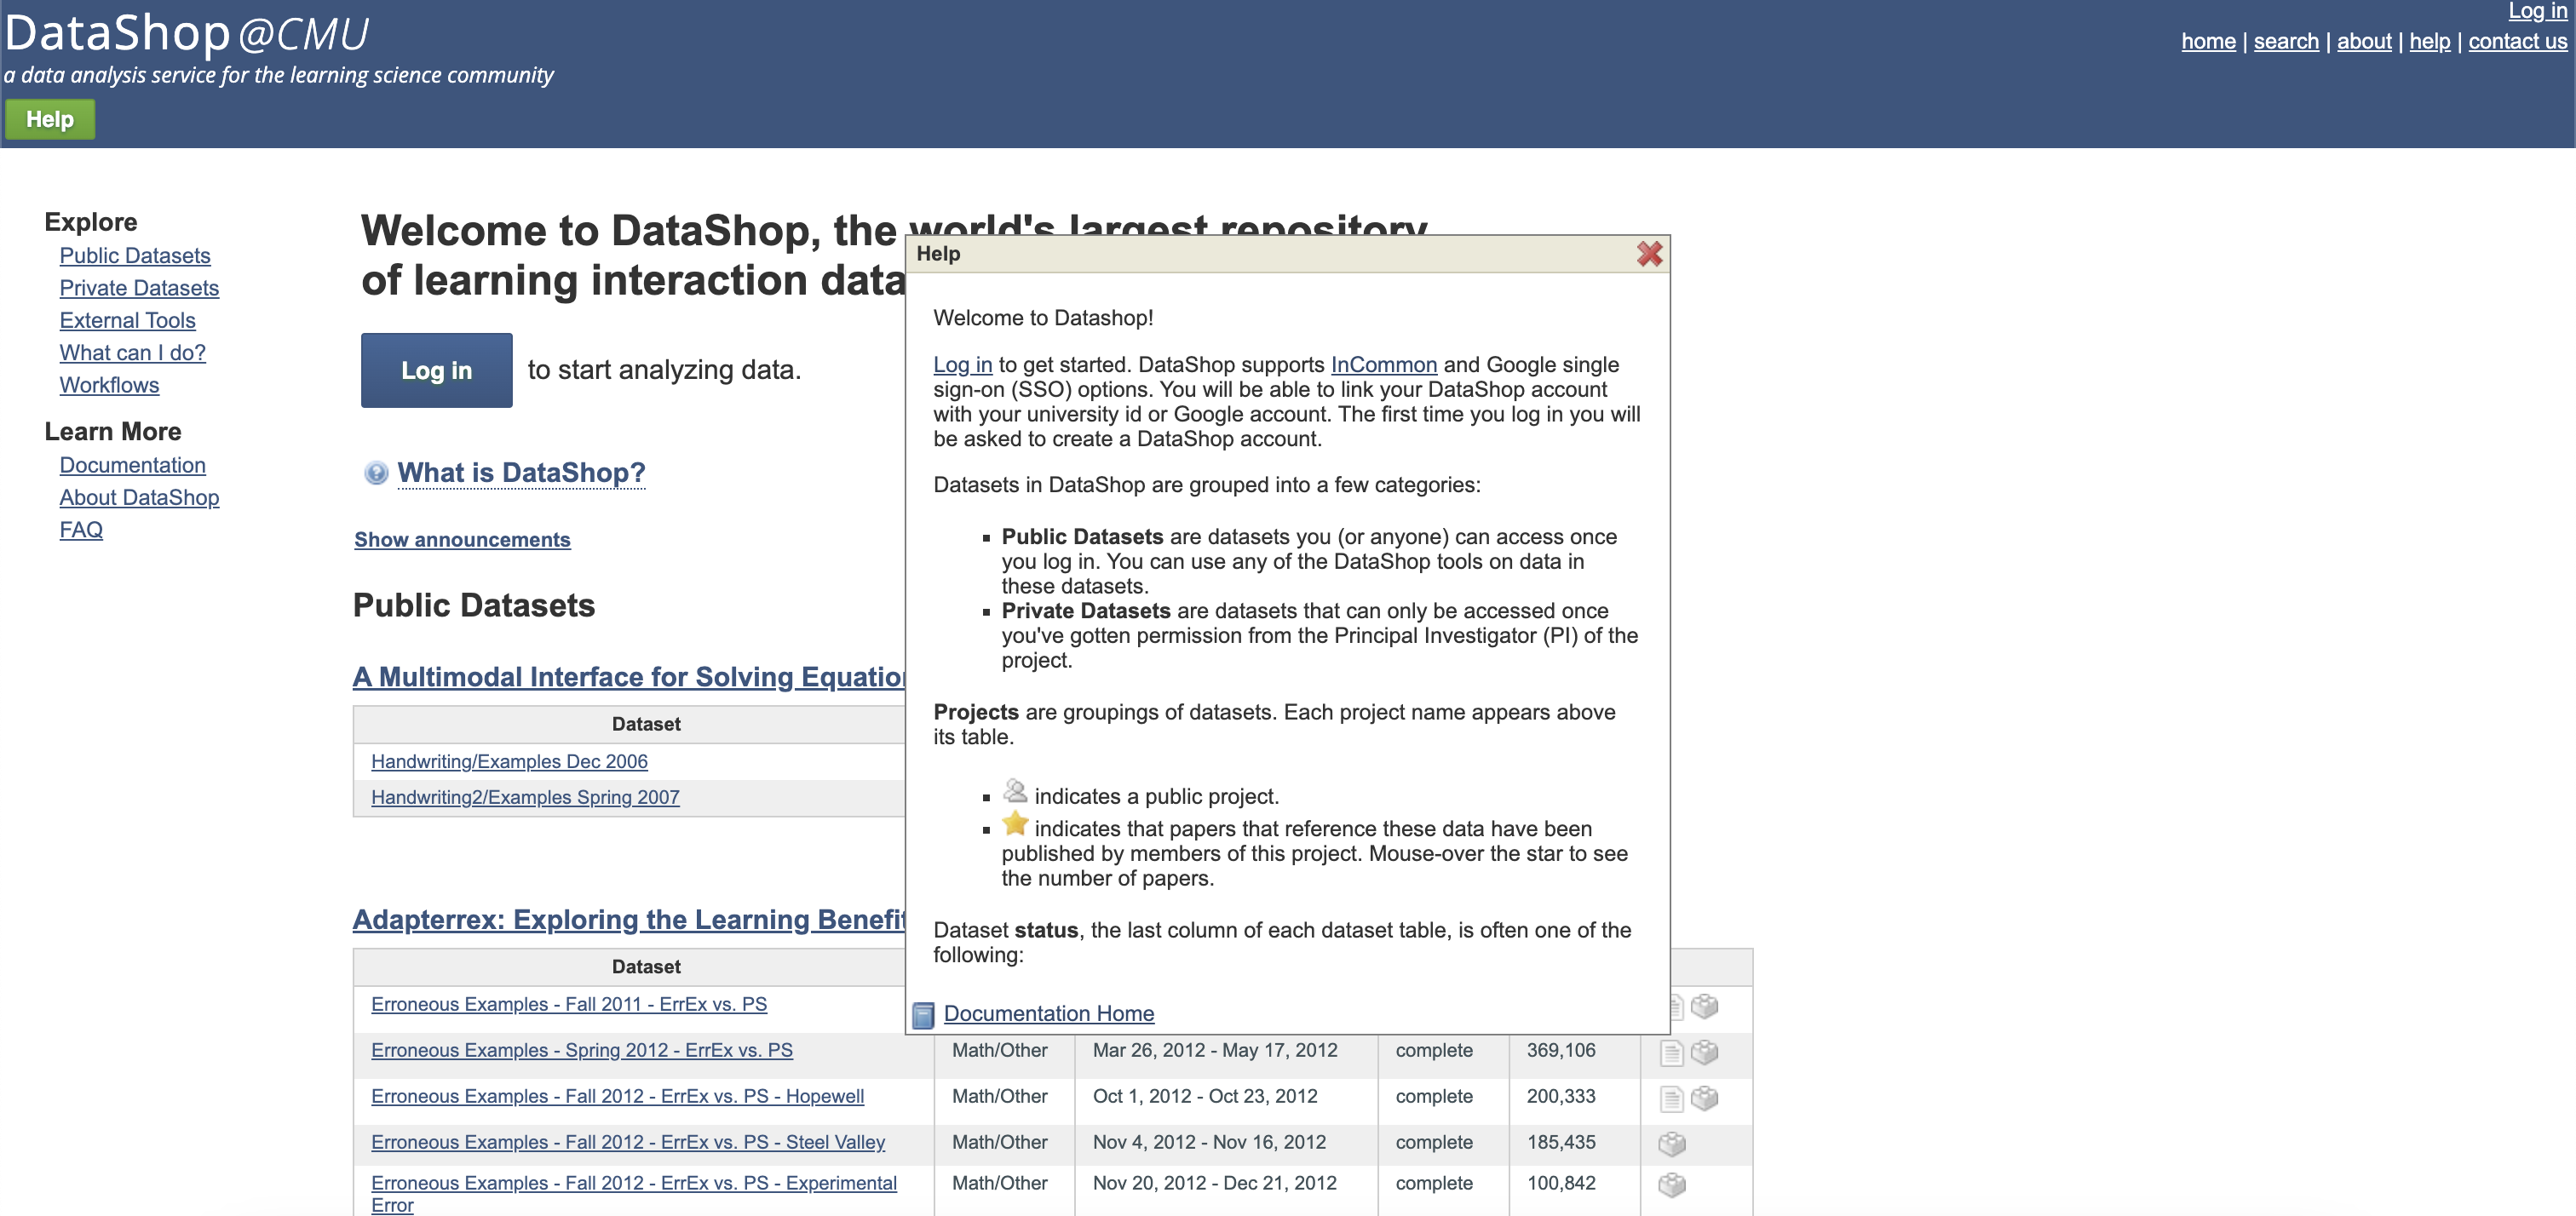 DataShop@CMU
a data analysis service for the learning science community
Help
Log in
home | search | about | help | contact us
Explore
Public Datasets
Private Datasets
External Tools
What can I do?
Workflows
Learn More
Documentation
About DataShop
FAQ
Welcome to DataShop, the world's largest repository
of learning interaction data
Log in to start analyzing data.
What is DataShop?
Show announcements
Public Datasets
A Multimodal Interface for Solving
Dataset
Handwriting/Examples Dec 2006
Handwriting2/Examples Spring 2007
Adapterrex: Exploring the Learning
Dataset
Erroneous Examples - Fall 2011 - ErrEx vs. PS
Erroneous Examples - Spring 2012 - ErrEx vs. PS Math/Other Mar 26, 2012 - May 17, 2012 complete 369,106
Erroneous Examples - Fall 2012 - ErrEx vs. PS - Hopewell Math/Other Oct 1, 2012 - Oct 23, 2012 complete 200,333
Erroneous Examples - Fall 2012 - ErrEx vs. PS - Steel Valley Math/Other Nov 4, 2012 - Nov 16, 2012 complete 185,435
Erroneous Examples - Fall 2012 - ErrEx vs. PS - Experimental Math/Other Nov 20, 2012 - Dec 21, 2012 complete 100,842
Error
Help
Welcome to Datashop!
Log in to get started. DataShop supports InCommon and Google single
sign-on (SSO) options. You will be able to link your DataShop account
with your university id or Google account. The first time you log in you will
be asked to create a DataShop account.
Datasets in DataShop are grouped into a few categories:
Public Datasets are datasets you (or anyone) can access once
you log in. You can use any of the DataShop tools on data in
these datasets.
Private Datasets are datasets that can only be accessed once
you've gotten permission from the Principal Investigator (PI) of the
project.
Projects are groupings of datasets. Each project name appears above
its table.
indicates a public project.
indicates that papers that reference these data have been
published by members of this project. Mouse-over the star to see
the number of papers.
Dataset status, the last column of each dataset table, is often one of the
following:
Documentation Home